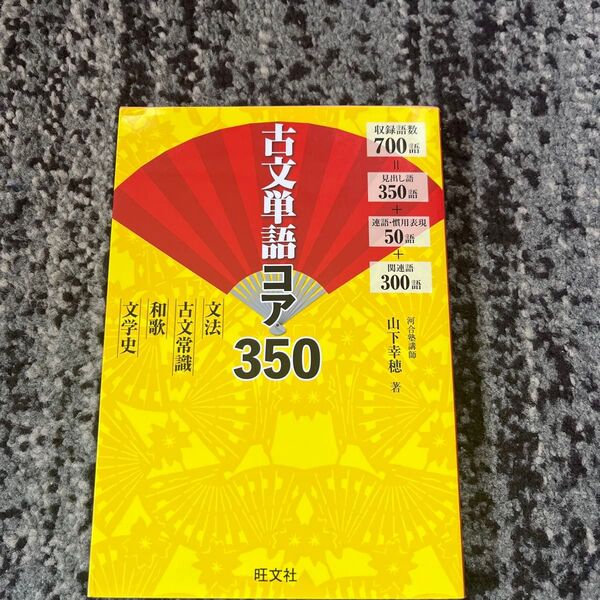 古文単語コア350
収録語数
700語
＝
見出し語
350語
＋
連語・慣用表現
50語
＋
関連語
300語
河合塾講師
山下幸穂 著
文法
古文常識
和歌
文学史
旺文社